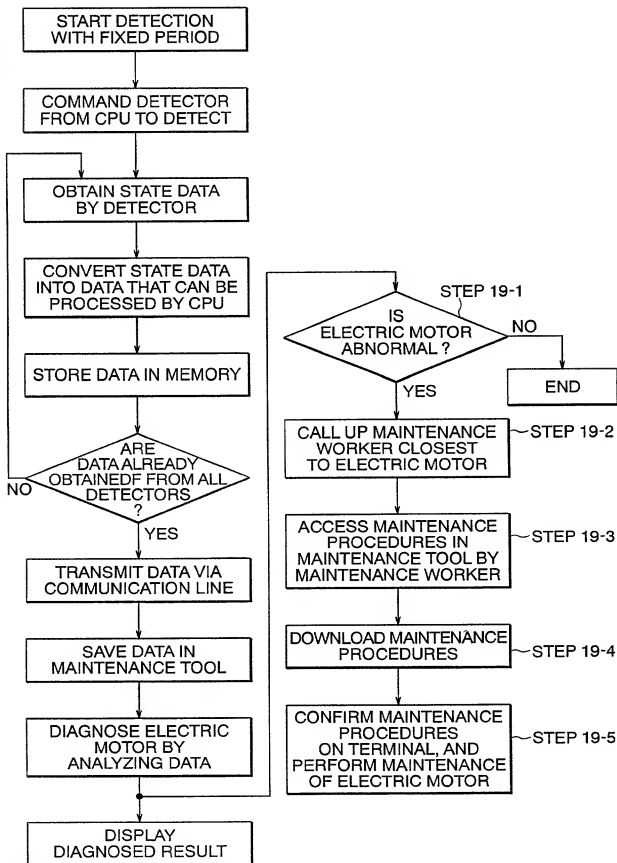 START DETECTION
WITH FIXED PERIOD
COMMAND DETECTOR
FROM CPU TO DETECT
OBTAIN STATE DATA
BY DETECTOR
CONVERT STATE DATA
INTO DATA THAT CAN BE
PROCESSED BY CPU
STORE DATA IN MEMORY
ARE
DATA ALREADY
OBTAINEDF FROM ALL
DETECTORS
?
NO
YES
TRANSMIT DATA VIA
COMMUNICATION LINE
SAVE DATA IN
MAINTENANCE TOOL
DIAGNOSE ELECTRIC
MOTOR BY
ANALYZING DATA
DISPLAY
DIAGNOSED RESULT
STEP 19-1
IS
ELECTRIC MOTOR
ABNORMAL ?
NO
END
YES
CALL UP MAINTENANCE
WORKER CLOSEST
TO ELECTRIC MOTOR
STEP 19-2
ACCESS MAINTENANCE
PROCEDURES IN
MAINTENANCE TOOL BY
MAINTENANCE WORKER
STEP 19-3
DOWNLOAD MAINTENANCE
PROCEDURES
STEP 19-4
CONFIRM MAINTENANCE
PROCEDURES
ON TERMINAL, AND
PERFORM MAINTENANCE
OF ELECTRIC MOTOR
STEP 19-5